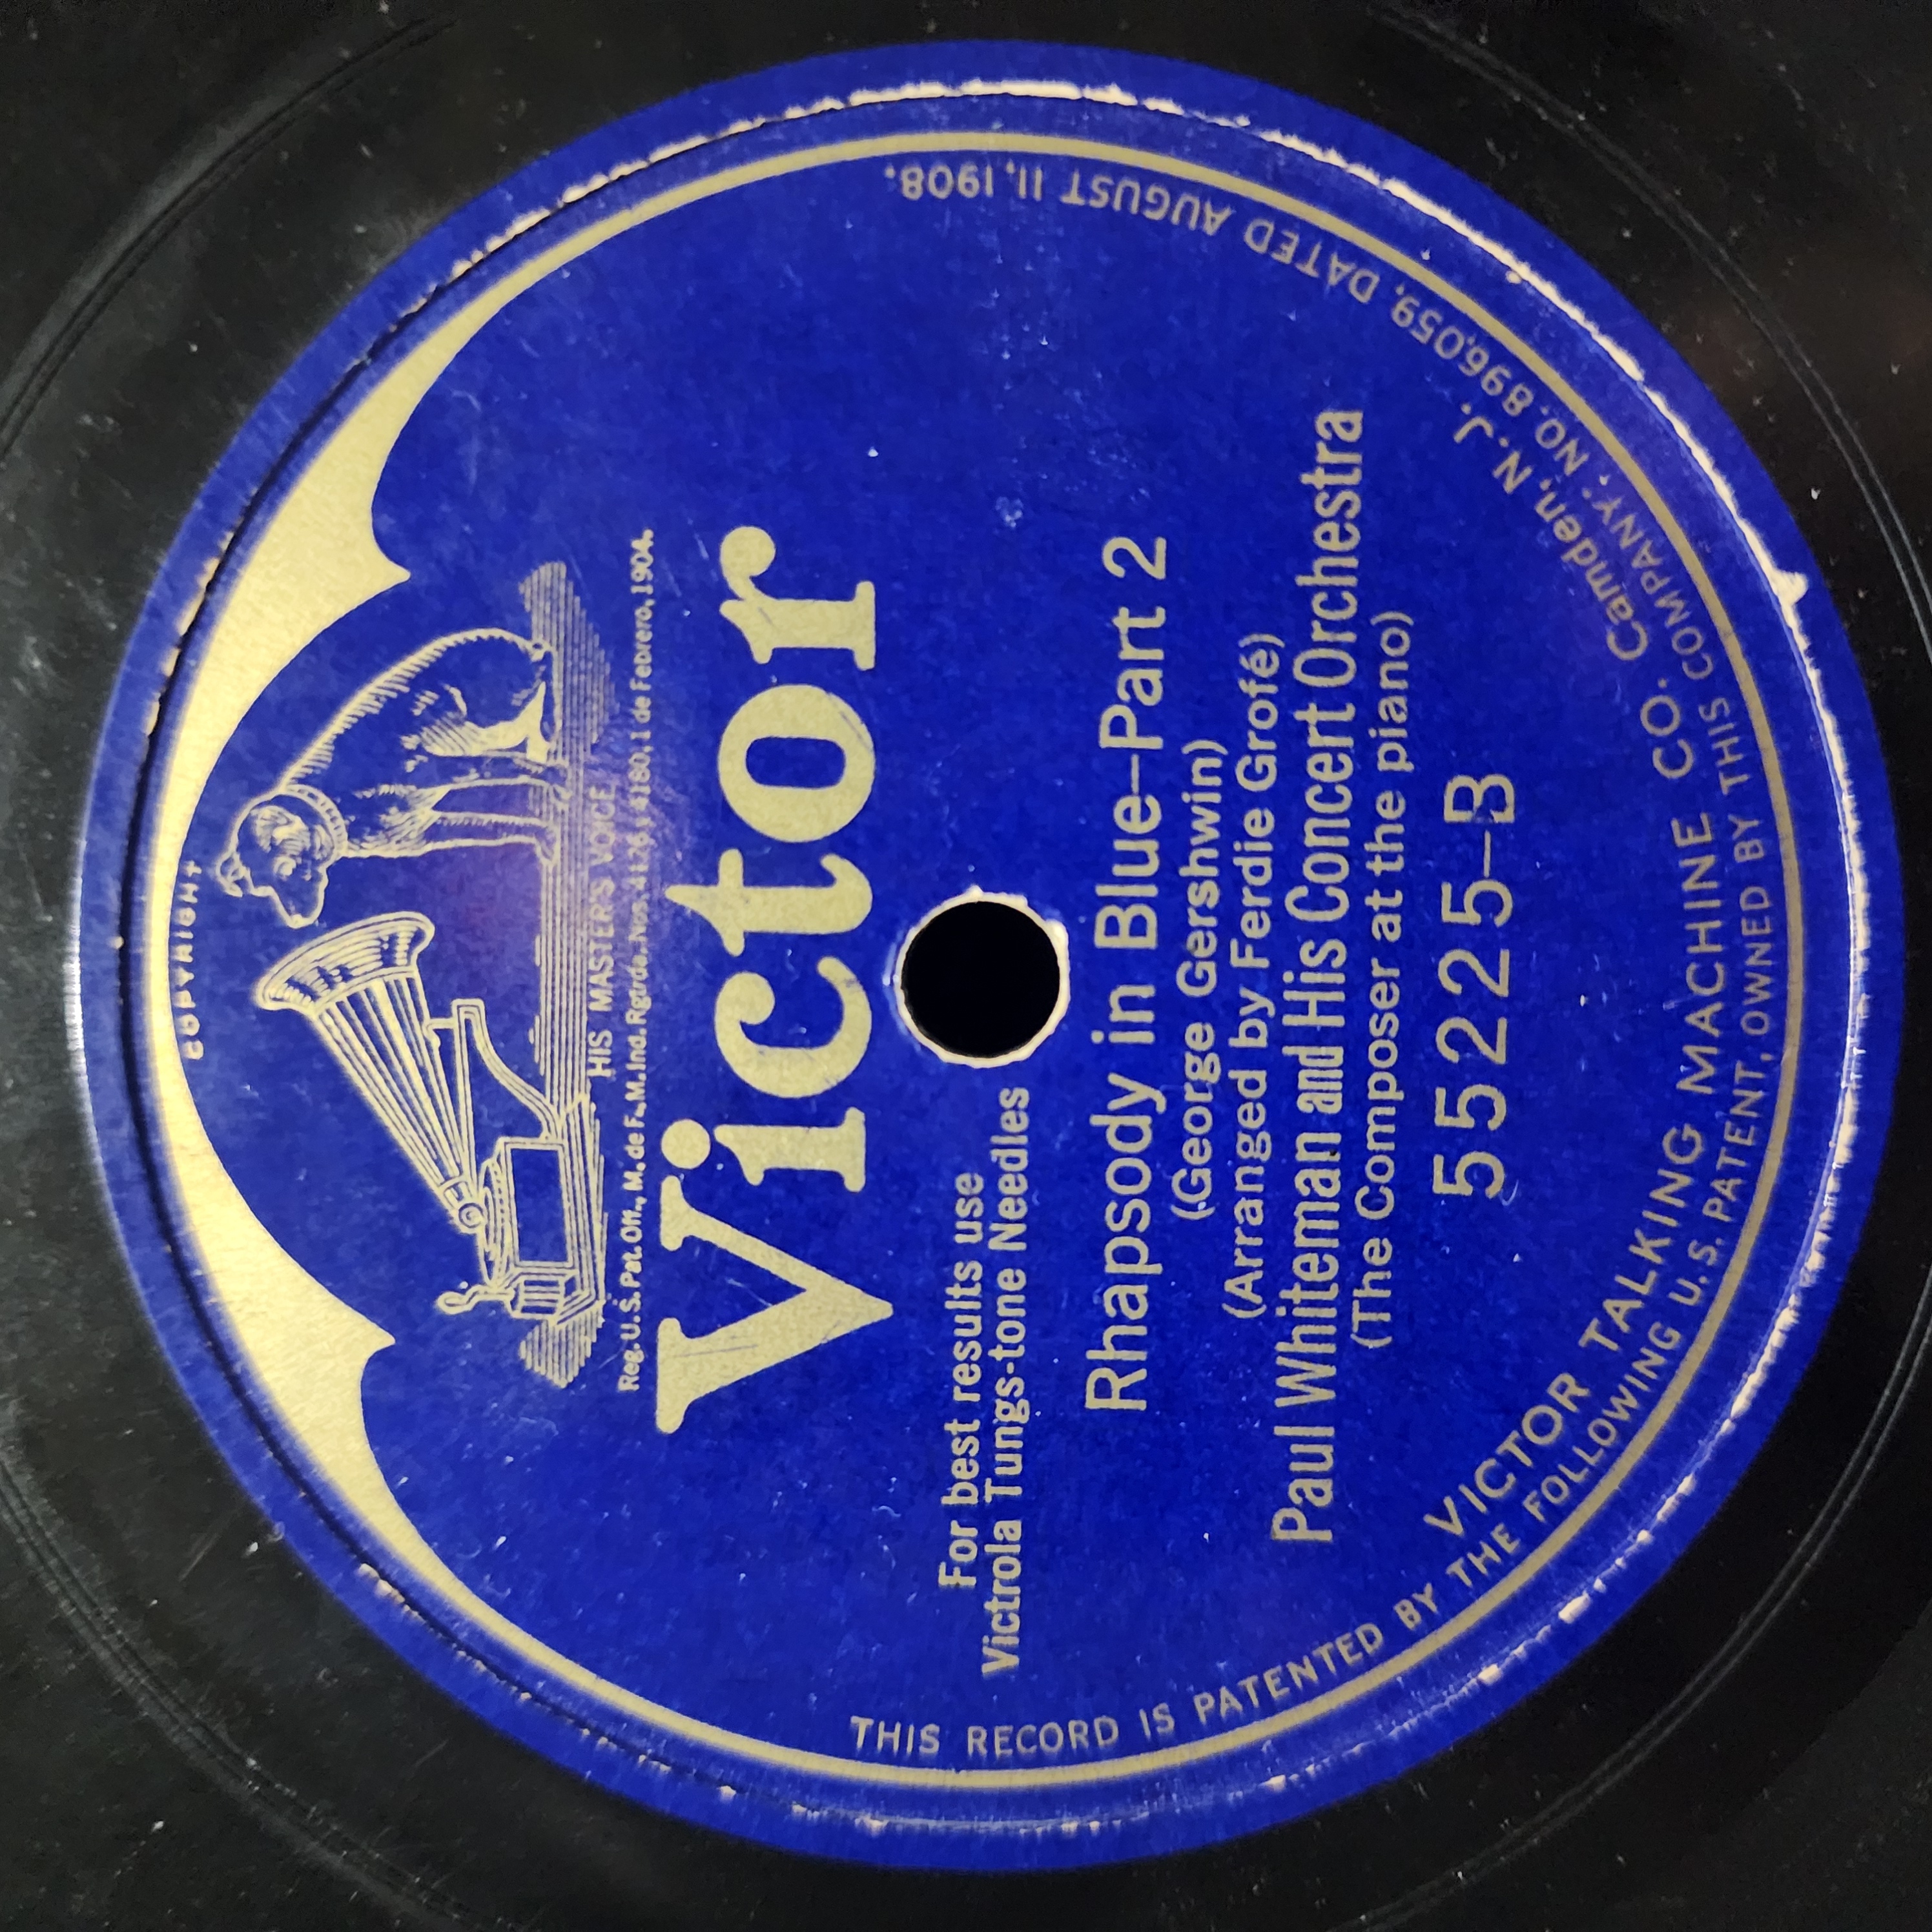 COPYRIGHT
HIS MASTER'S VOICE
Reg. U.S. Pat. Off., M. de F., M. Ind. Rgtrda. Nos. 4126 y 4180, 1 de Febrero, 1904.
Victor
For best results use
Victrola Tungs-tone Needles
Rhapsody in Blue–Part 2
(George Gershwin)
(Arranged by Ferdie Grofé)
Paul Whiteman and His Concert Orchestra
(The Composer at the piano)
55225–B
VICTOR TALKING MACHINE CO. Camden, N. J.
THIS RECORD IS PATENTED BY THE FOLLOWING U. S. PATENT, OWNED BY THIS COMPANY: NO. 896,059, DATED AUGUST 11, 1908.